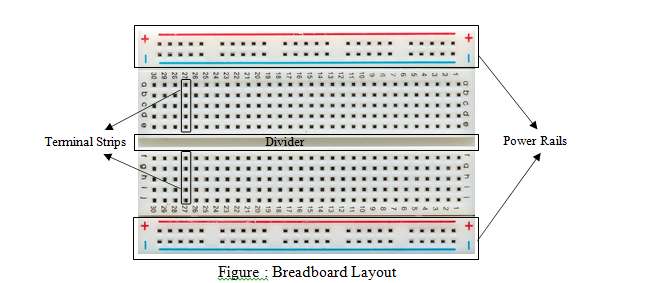 + +
- -
30 29 28 27 26 25 24 23 22 21 20 19 18 17 16 15 14 13 12 11 10 9 8 7 6 5 4 3 2 1
a a
b b
c c
d d
e e
Terminal Strips Divider Power Rails
f f
g g
h h
i i
j j
30 29 28 27 26 25 24 23 22 21 20 19 18 17 16 15 14 13 12 11 10 9 8 7 6 5 4 3 2 1
+ +
- -
Figure : Breadboard Layout